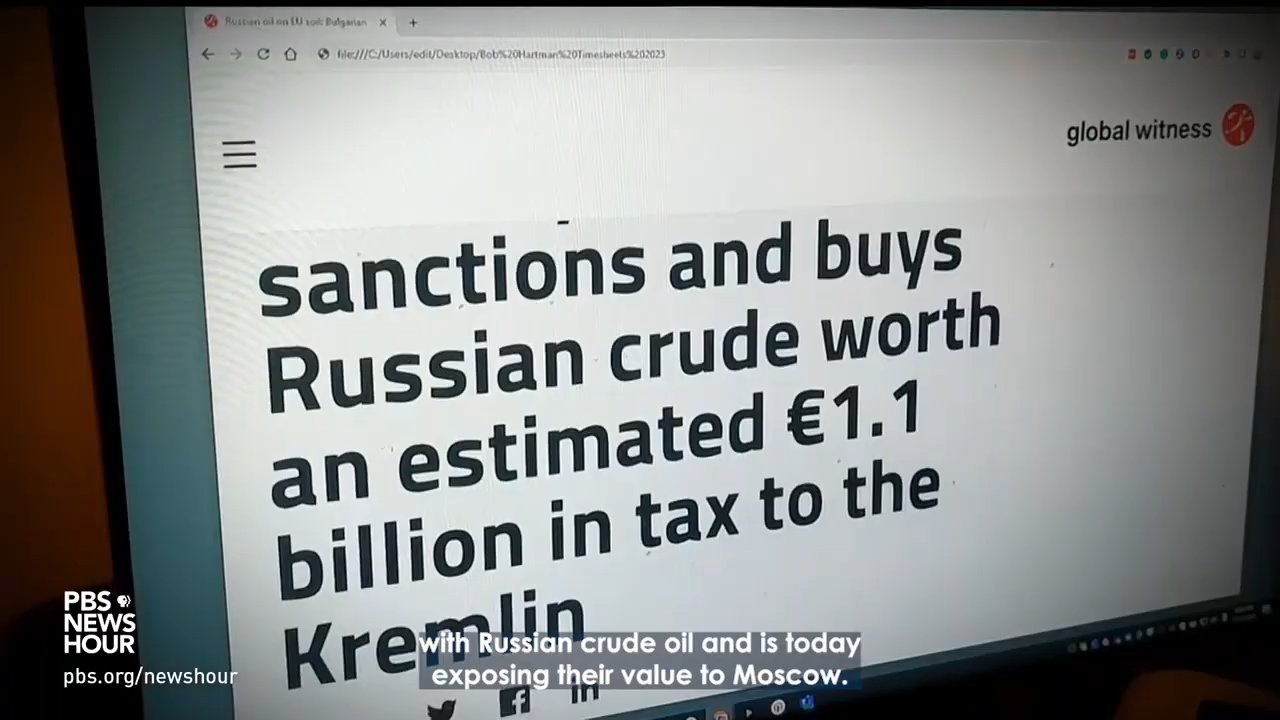 Russian oil on EU soil: Bulgarian
file:///C:/Users/edit/Desktop/Bob%20Hartman%20Timesheets%202023
global witness
sanctions and buys
Russian crude worth
an estimated €1.1
billion in tax to the
Kremlin
PBS
NEWS
HOUR
pbs.org/newshour
with Russian crude oil and is today
exposing their value to Moscow.